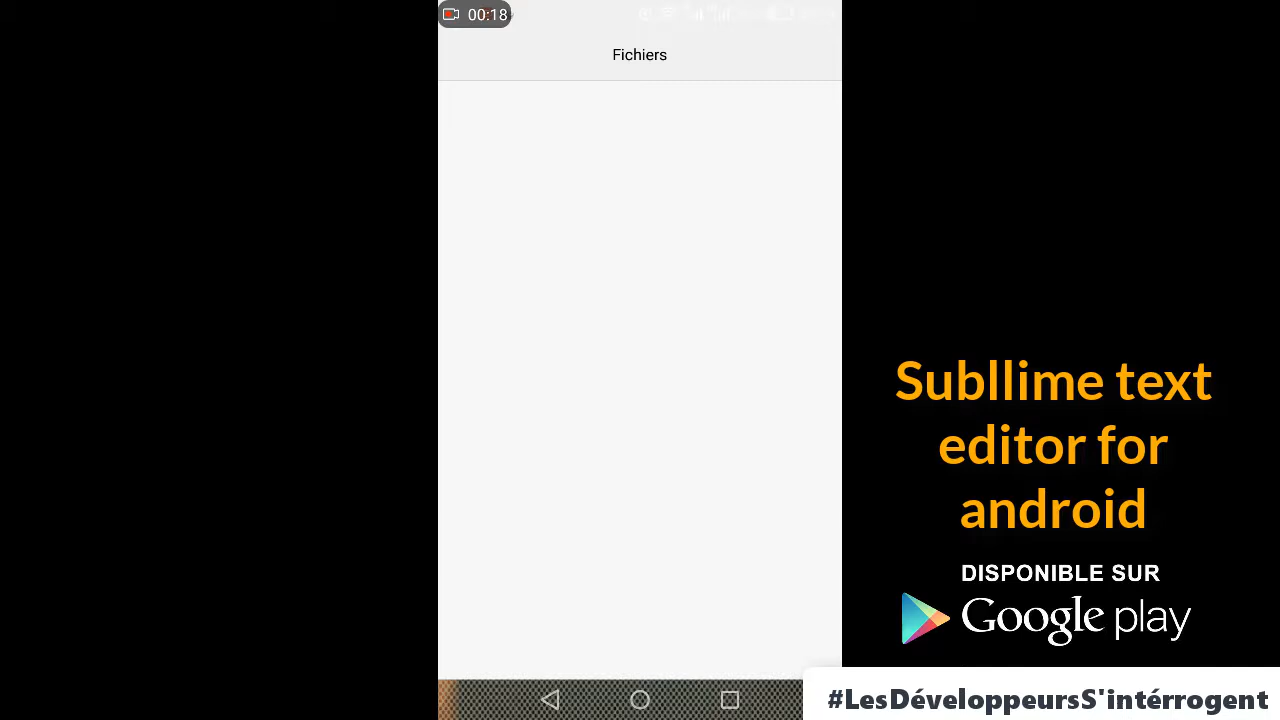 00:18
Fichiers
Subllime text
editor for
android
DISPONIBLE SUR
Google play
#LesDéveloppeursS'intérrogent